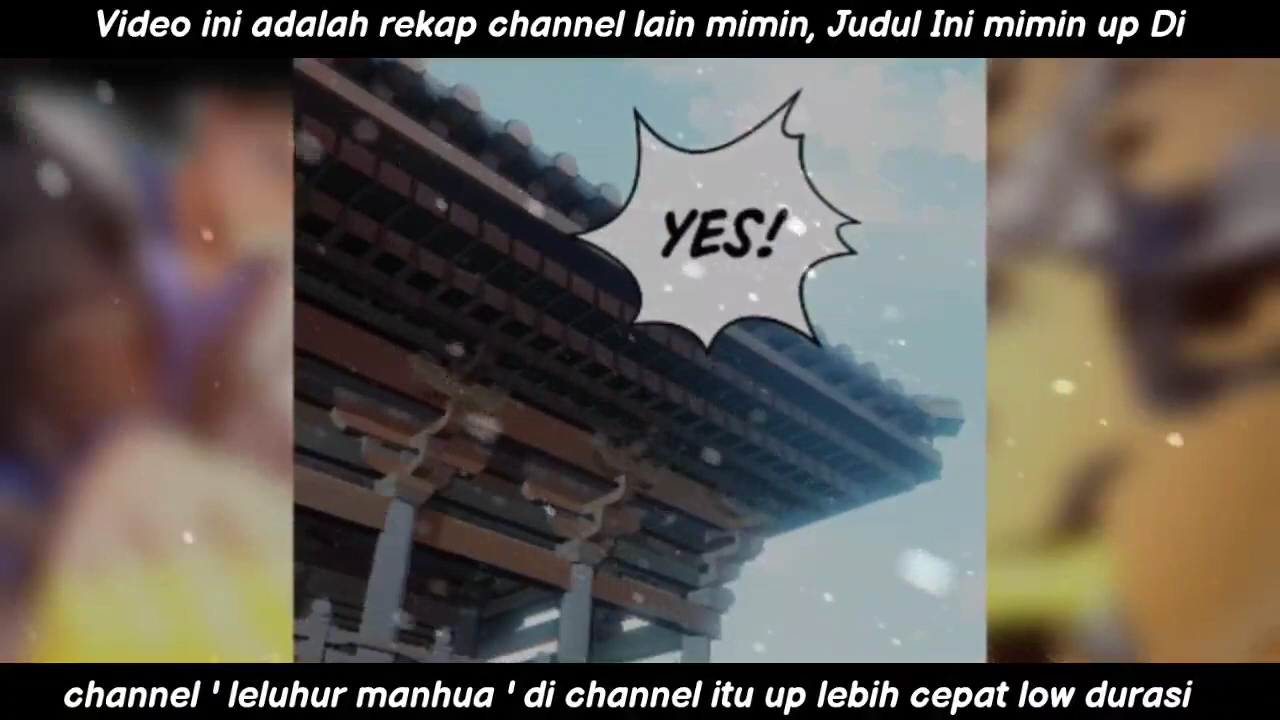 Video ini adalah rekap channel lain mimin, Judul Ini mimin up Di
YES!
channel ' leluhur manhua ' di channel itu up lebih cepat low durasi